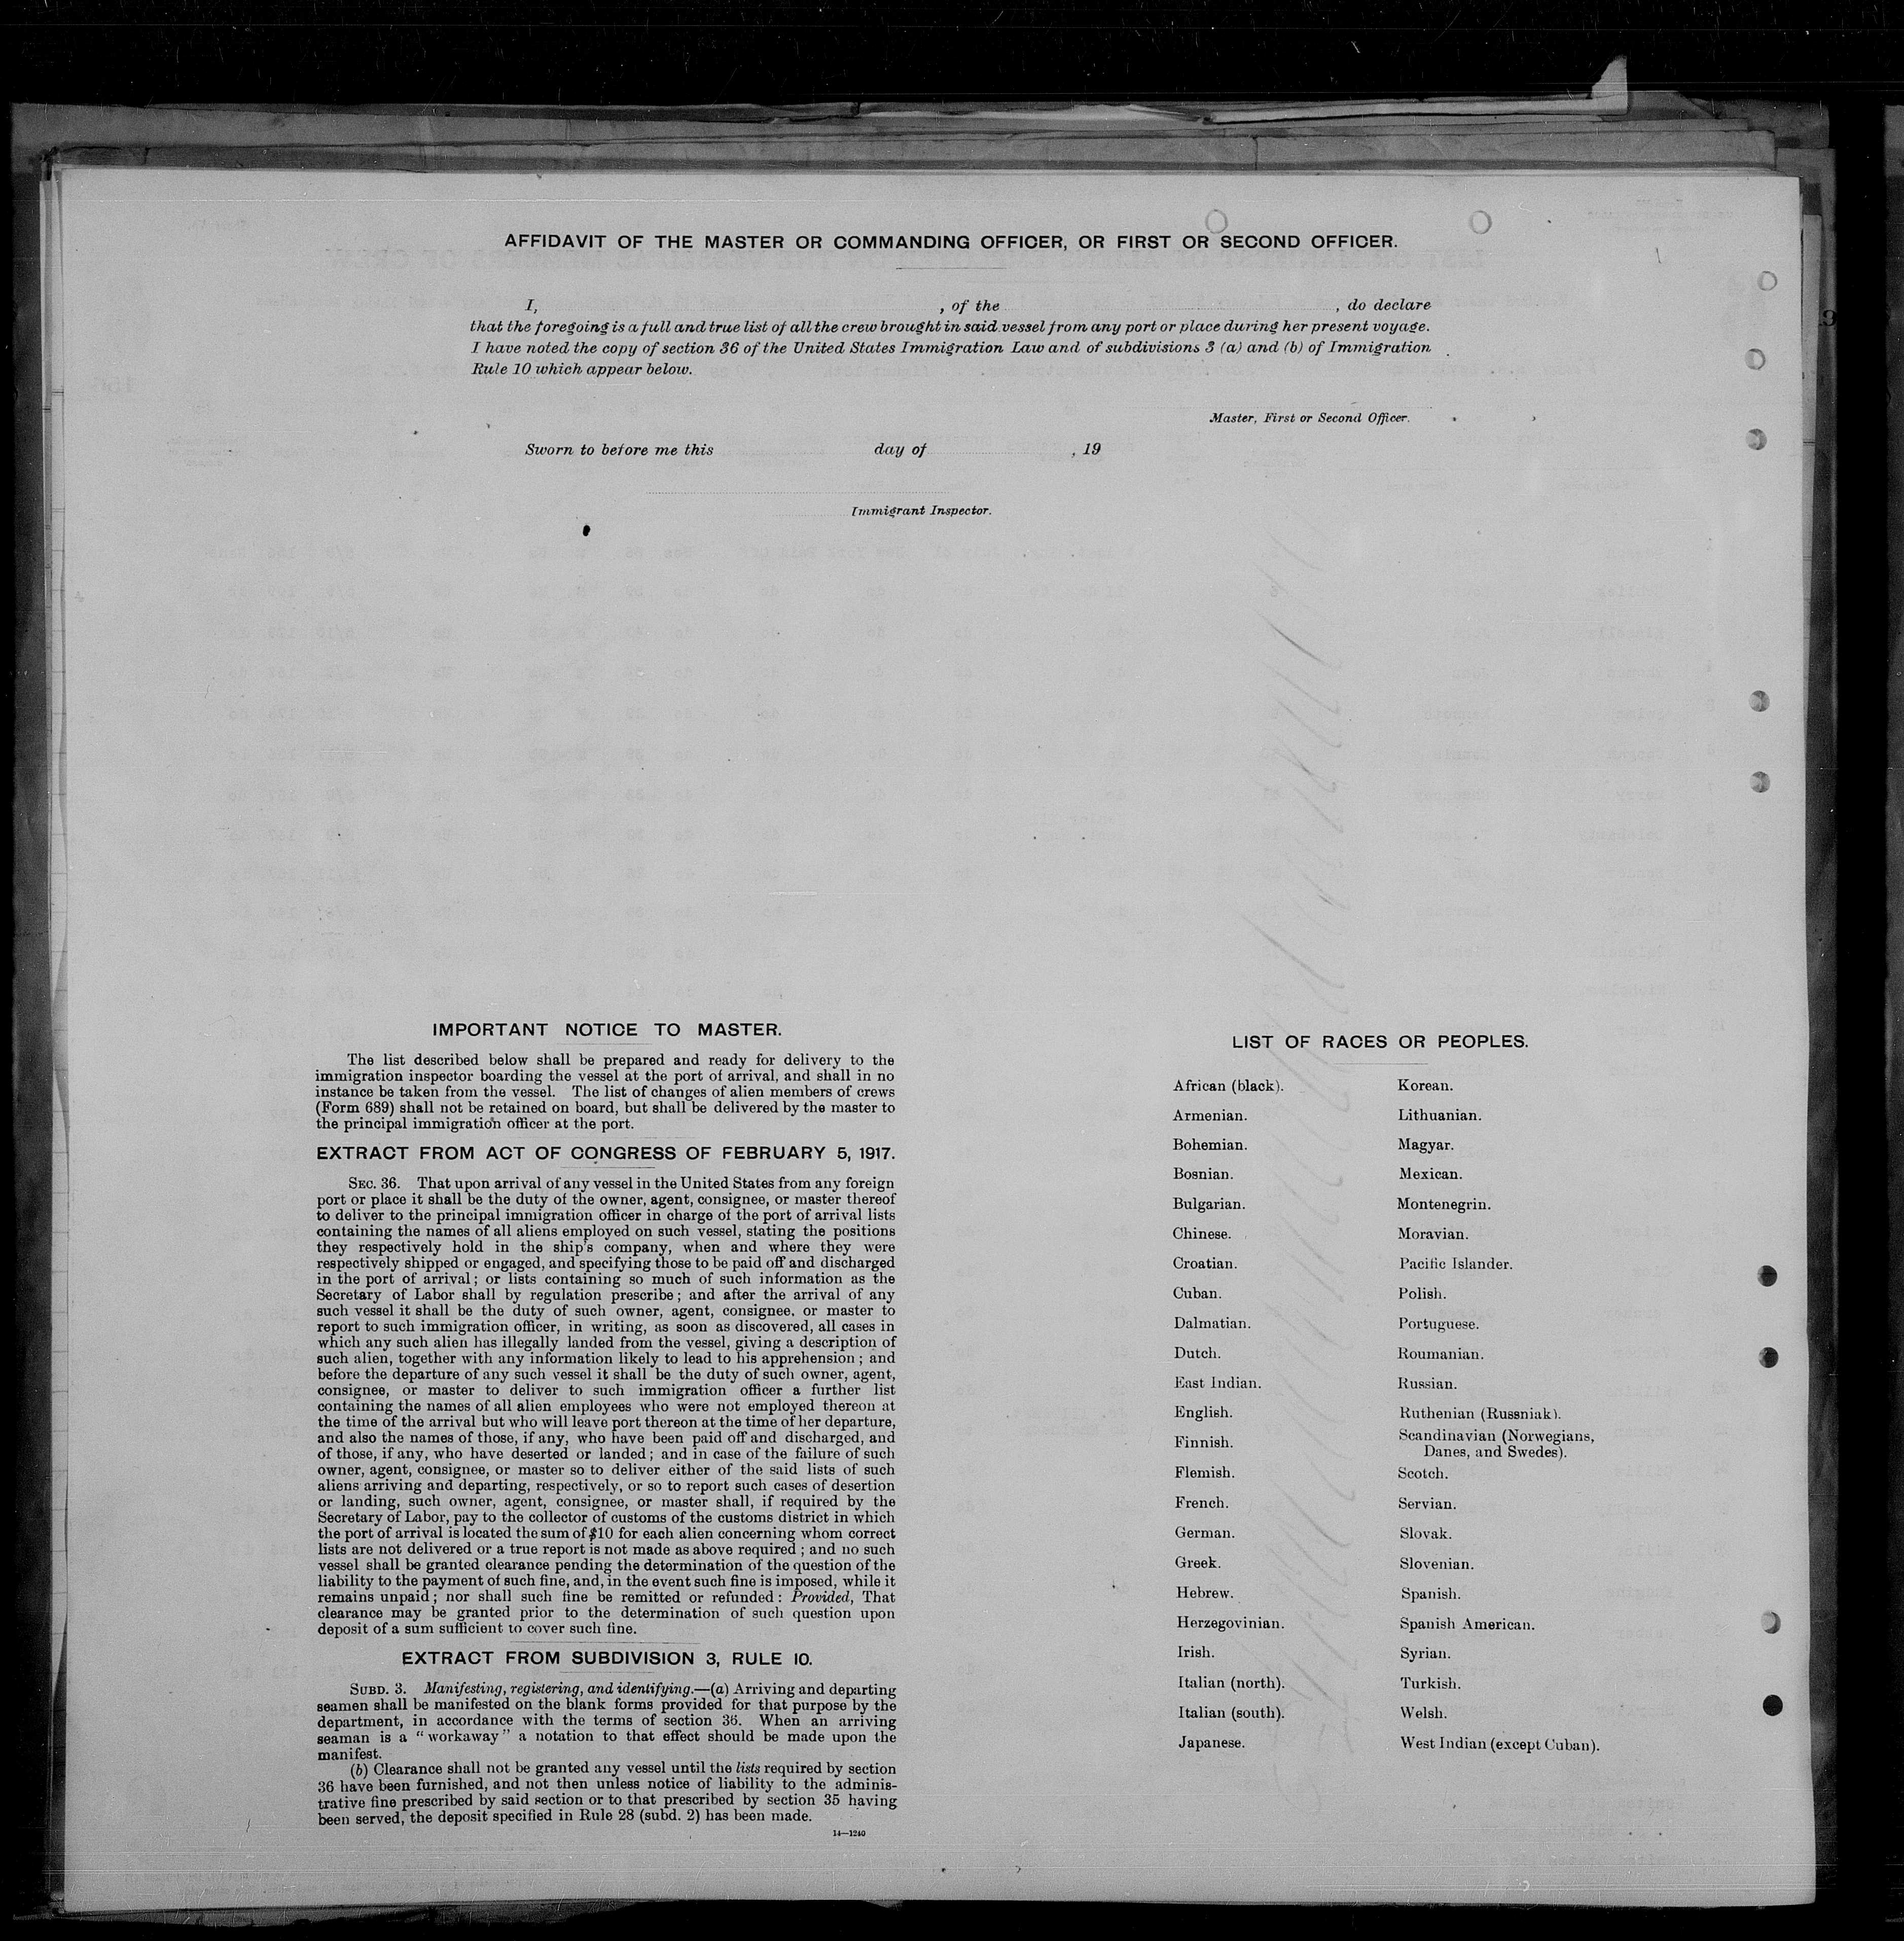 AFFIDAVIT OF THE MASTER OR COMMANDING OFFICER, OR FIRST OR SECOND OFFICER.
I, , of the , do declare
that the foregoing is a full and true list of all the crew brought in said vessel from any port or place during her present voyage.
I have noted the copy of section 36 of the United States Immigration Law and of subdivisions 3 (a) and (b) of Immigration
Rule 10 which appear below.
Master, First or Second Officer.
Sworn to before me this day of , 19
Immigrant Inspector.
IMPORTANT NOTICE TO MASTER.
The list described below shall be prepared and ready for delivery to the
immigration inspector boarding the vessel at the port of arrival, and shall in no
instance be taken from the vessel. The list of changes of alien members of crews
(Form 689) shall not be retained on board, but shall be delivered by the master to
the principal immigration officer at the port.
EXTRACT FROM ACT OF CONGRESS OF FEBRUARY 5, 1917.
SEC. 36. That upon arrival of any vessel in the United States from any foreign
port or place it shall be the duty of the owner, agent, consignee, or master thereof
to deliver to the principal immigration officer in charge of the port of arrival lists
containing the names of all aliens employed on such vessel, stating the positions
they respectively hold in the ship's company, when and where they were
respectively shipped or engaged, and specifying those to be paid off and discharged
in the port of arrival; or lists containing so much of such information as the
Secretary of Labor shall by regulation prescribe; and after the arrival of any
such vessel it shall be the duty of such owner, agent, consignee, or master to
report to such immigration officer, in writing, as soon as discovered, all cases in
which any such alien has illegally landed from the vessel, giving a description of
such alien, together with any information likely to lead to his apprehension; and
before the departure of any such vessel it shall be the duty of such owner, agent,
consignee, or master to deliver to such immigration officer a further list
containing the names of all alien employees who were not employed thereon at
the time of the arrival but who will leave port thereon at the time of her departure,
and also the names of those, if any, who have been paid off and discharged, and
of those, if any, who have deserted or landed; and in case of the failure of such
owner, agent, consignee, or master so to deliver either of the said lists of such
aliens arriving and departing, respectively, or so to report such cases of desertion
or landing, such owner, agent, consignee, or master shall, if required by the
Secretary of Labor, pay to the collector of customs of the customs district in which
the port of arrival is located the sum of $10 for each alien concerning whom correct
lists are not delivered or a true report is not made as above required; and no such
vessel shall be granted clearance pending the determination of the question of the
liability to the payment of such fine, and, in the event such fine is imposed, while it
remains unpaid; nor shall such fine be remitted or refunded: Provided, That
clearance may be granted prior to the determination of such question upon
deposit of a sum sufficient to cover such fine.
EXTRACT FROM SUBDIVISION 3, RULE 10.
SUBD. 3. Manifesting, registering, and identifying.—(a) Arriving and departing
seamen shall be manifested on the blank forms provided for that purpose by the
department, in accordance with the terms of section 36. When an arriving
seaman is a "workaway" a notation to that effect should be made upon the
manifest.
(b) Clearance shall not be granted any vessel until the lists required by section
36 have been furnished, and not then unless notice of liability to the adminis-
trative fine prescribed by said section or to that prescribed by section 35 having
been served, the deposit specified in Rule 28 (subd. 2) has been made.
14—1240
LIST OF RACES OR PEOPLES.
African (black).
Armenian.
Bohemian.
Bosnian.
Bulgarian.
Chinese.
Croatian.
Cuban.
Dalmatian.
Dutch.
East Indian.
English.
Finnish.
Flemish.
French.
German.
Greek.
Hebrew.
Herzegovinian.
Irish.
Italian (north).
Italian (south).
Japanese.
Korean.
Lithuanian.
Magyar.
Mexican.
Montenegrin.
Moravian.
Pacific Islander.
Polish.
Portuguese.
Roumanian.
Russian.
Ruthenian (Russniak).
Scandinavian (Norwegians,
Danes, and Swedes).
Scotch.
Servian.
Slovak.
Slovenian.
Spanish.
Spanish American.
Syrian.
Turkish.
Welsh.
West Indian (except Cuban).